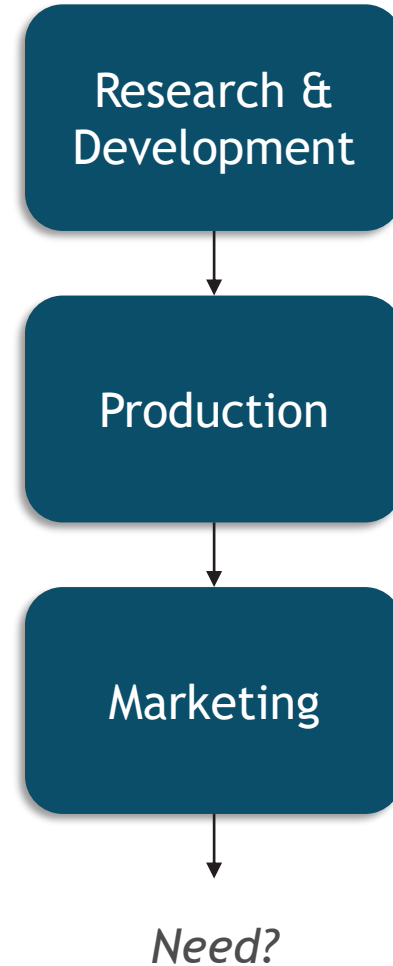 Research &
Development
Production
Marketing
Need?